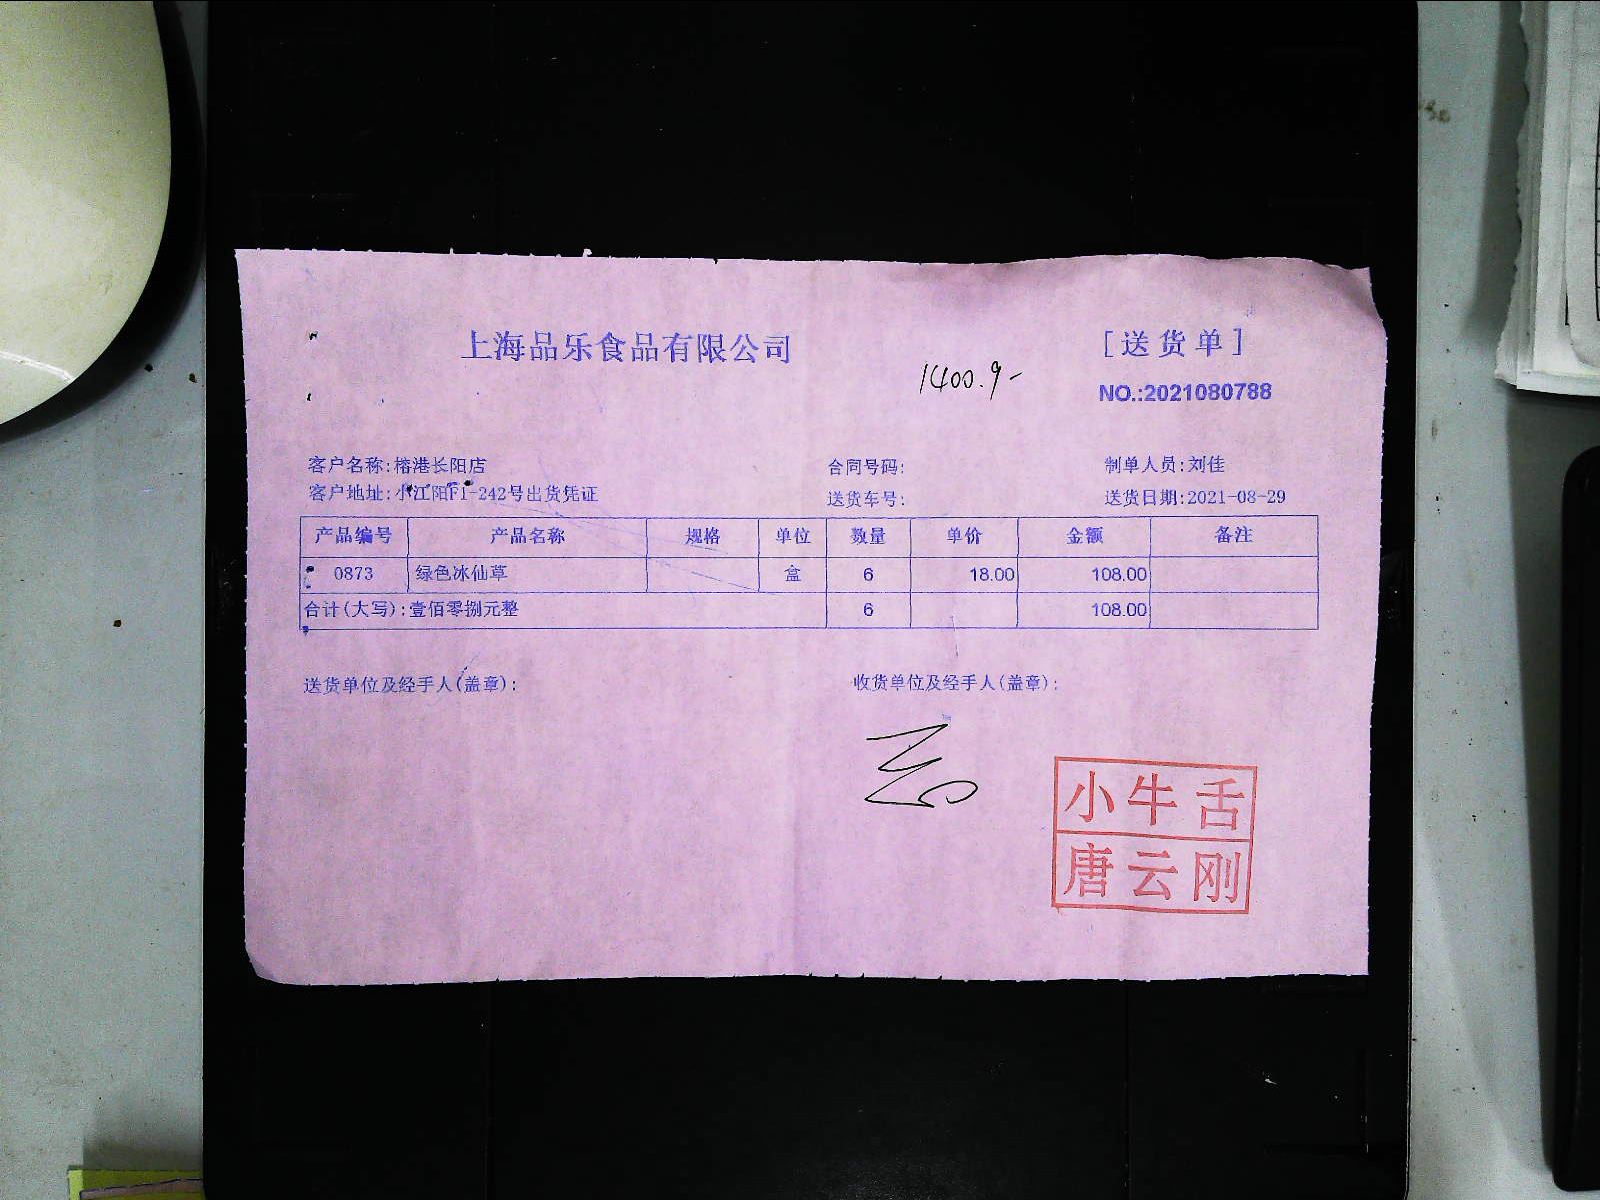 上海品乐食品有限公司
[送货单]
1400.9-
NO.:2021080788
客户名称:榕港长阳店 合同号码: 制单人员:刘佳
客户地址:小江阳F1-242号出货凭证 送货车号: 送货日期:2021-08-29
产品编号 产品名称 规格 单位 数量 单价 金额 备注
0873 绿色冰仙草 盒 6 18.00 108.00
合计(大写):壹佰零捌元整 6 108.00
送货单位及经手人(盖章): 收货单位及经手人(盖章):
小牛舌
唐云刚